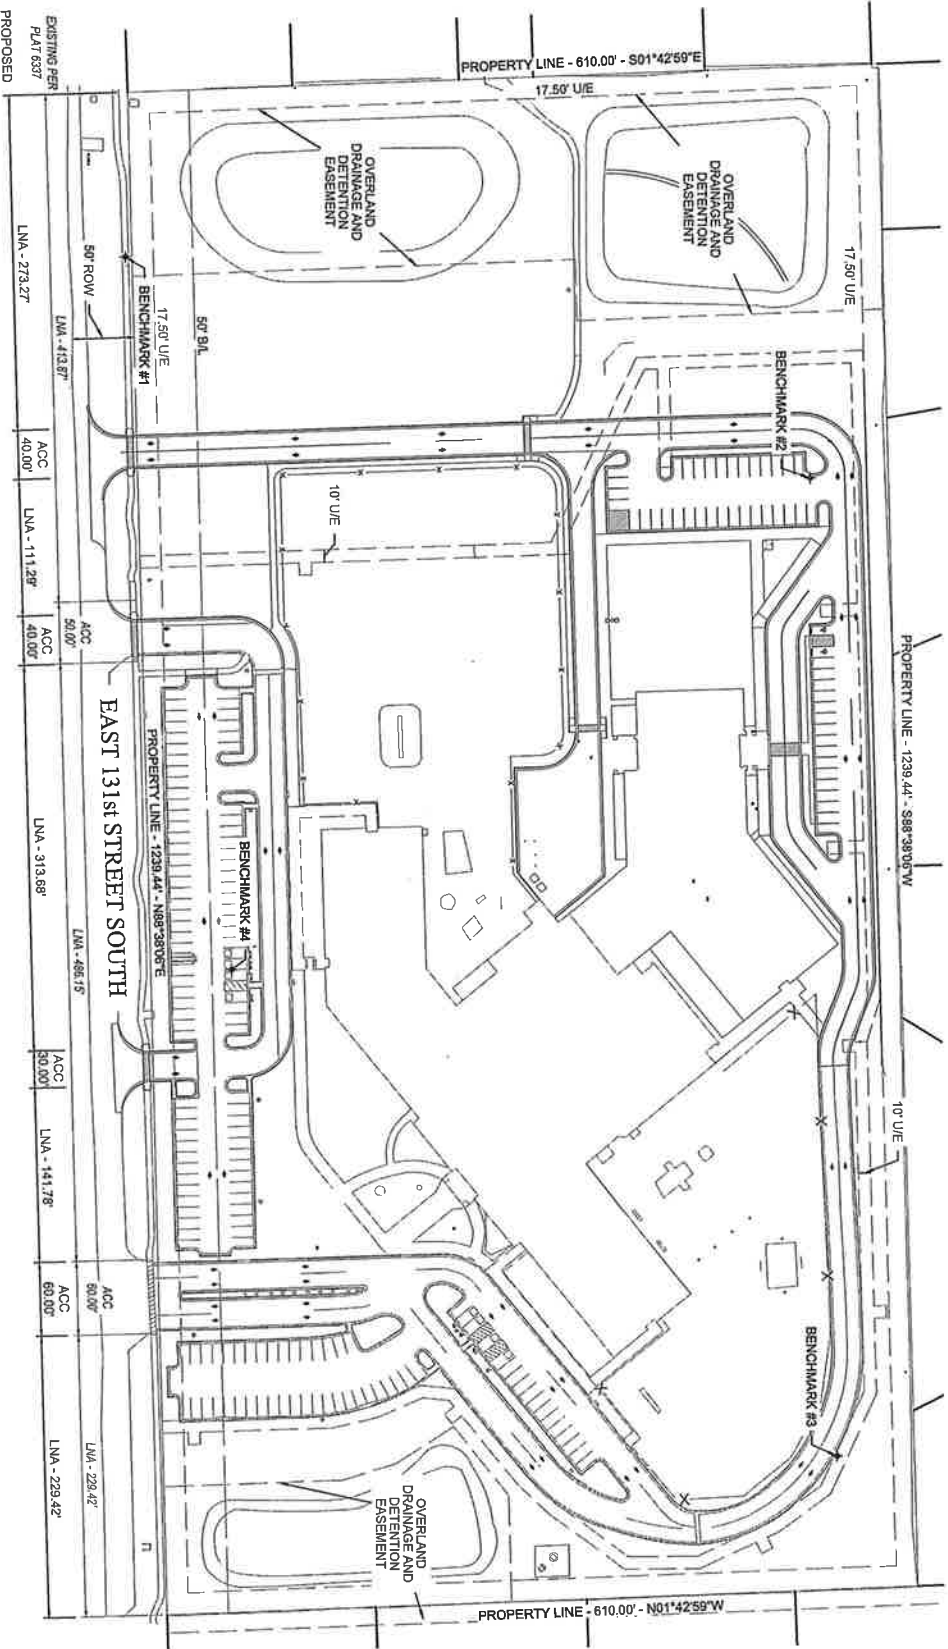 PROPERTY LINE - 610.00' - S01°42'59"E
17.50' U/E
OVERLAND
DRAINAGE AND
DETENTION
EASEMENT
OVERLAND
DRAINAGE AND
DETENTION
EASEMENT
17.50' U/E
EXISTING PER
PLAT 6337
PROPOSED
50' ROW
BENCHMARK #1
17.50' U/E
50' B/L
BENCHMARK #2
10' U/E
PROPERTY LINE - 1239.44' - S88°38'06"W
LNA - 273.27'
LNA - 413.87'
ACC
40.00'
LNA - 111.29'
ACC
50.00'
ACC
40.00'
EAST 131st STREET SOUTH
PROPERTY LINE - 1239.44' - N88°38'06"E
BENCHMARK #4
LNA - 313.68'
LNA - 486.15'
ACC
30.00'
LNA - 141.78'
10' U/E
ACC
60.00'
ACC
60.00'
BENCHMARK #3
LNA - 229.42'
LNA - 229.42'
OVERLAND
DRAINAGE AND
DETENTION
EASEMENT
PROPERTY LINE - 610.00' - N01°42'59"W